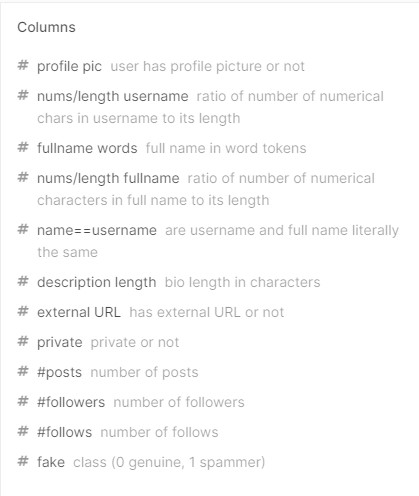 Columns
# profile pic user has profile picture or not
# nums/length username ratio of number of numerical
chars in username to its length
# fullname words full name in word tokens
# nums/length fullname ratio of number of numerical
characters in full name to its length
# name==username are username and full name literally
the same
# description length bio length in characters
# external URL has external URL or not
# private private or not
# #posts number of posts
# #followers number of followers
# #follows number of follows
# fake class (0 genuine, 1 spammer)